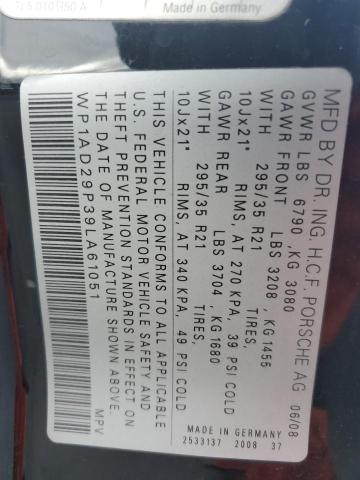 7L5 010 350 A
Made in Germany
MFD BY DR. ING. H.C.F. PORSCHE AG 06/08
GVWR LBS 6790 ,KG 3080
GAWR FRONT LBS 3208 ,KG 1455
WITH 295/35 R21 TIRES,
10Jx21" RIMS, AT 270 KPA, 39 PSI COLD
GAWR REAR LBS 3704 ,KG 1680
WITH 295/35 R21 TIRES,
10Jx21" RIMS, AT 340 KPA, 49 PSI COLD
THIS VEHICLE CONFORMS TO ALL APPLICABLE
U.S. FEDERAL MOTOR VEHICLE SAFETY AND
THEFT PREVENTION STANDARDS IN EFFECT ON
THE DATE OF MANUFACTURE SHOWN ABOVE.
WP1AD29P39LA61051 MPV
MADE IN GERMANY
2533137 2008 37